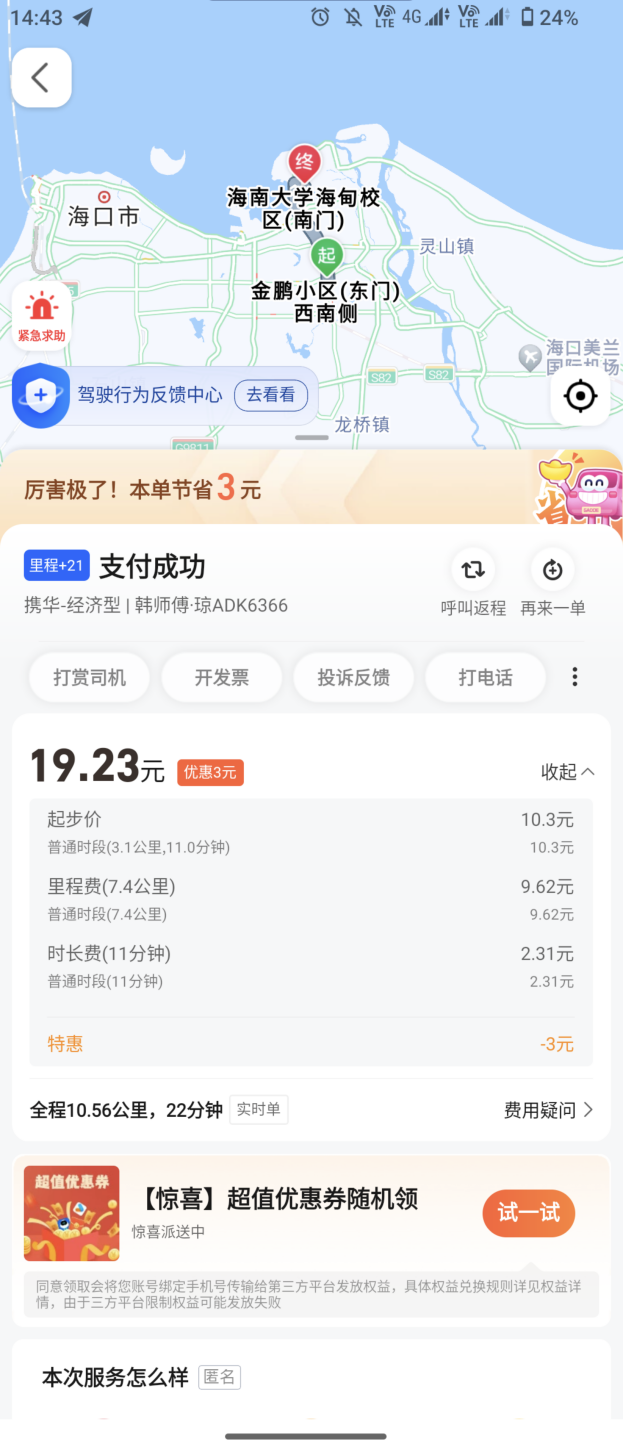 14:43
4G
24%
终
海南大学海甸校
区(南门)
海口市
起
灵山镇
金鹏小区(东门)
西南侧
紧急求助
海口美兰
国际机场
S82
S82
驾驶行为反馈中心
去看看
龙桥镇
G9811
厉害极了！本单节省3元
省
里程+21
支付成功
携华-经济型 | 韩师傅·琼ADK6366
呼叫返程
再来一单
打赏司机
开发票
投诉反馈
打电话
19.23元
优惠3元
收起
起步价
10.3元
普通时段(3.1公里,11.0分钟)
10.3元
里程费(7.4公里)
9.62元
普通时段(7.4公里)
9.62元
时长费(11分钟)
2.31元
普通时段(11分钟)
2.31元
特惠
-3元
全程10.56公里，22分钟
实时单
费用疑问
超值优惠券
【惊喜】超值优惠券随机领
惊喜派送中
试一试
同意领取会将您账号绑定手机号传输给第三方平台发放权益，具体权益兑换规则详见权益详
情，由于三方平台限制权益可能发放失败
本次服务怎么样
匿名